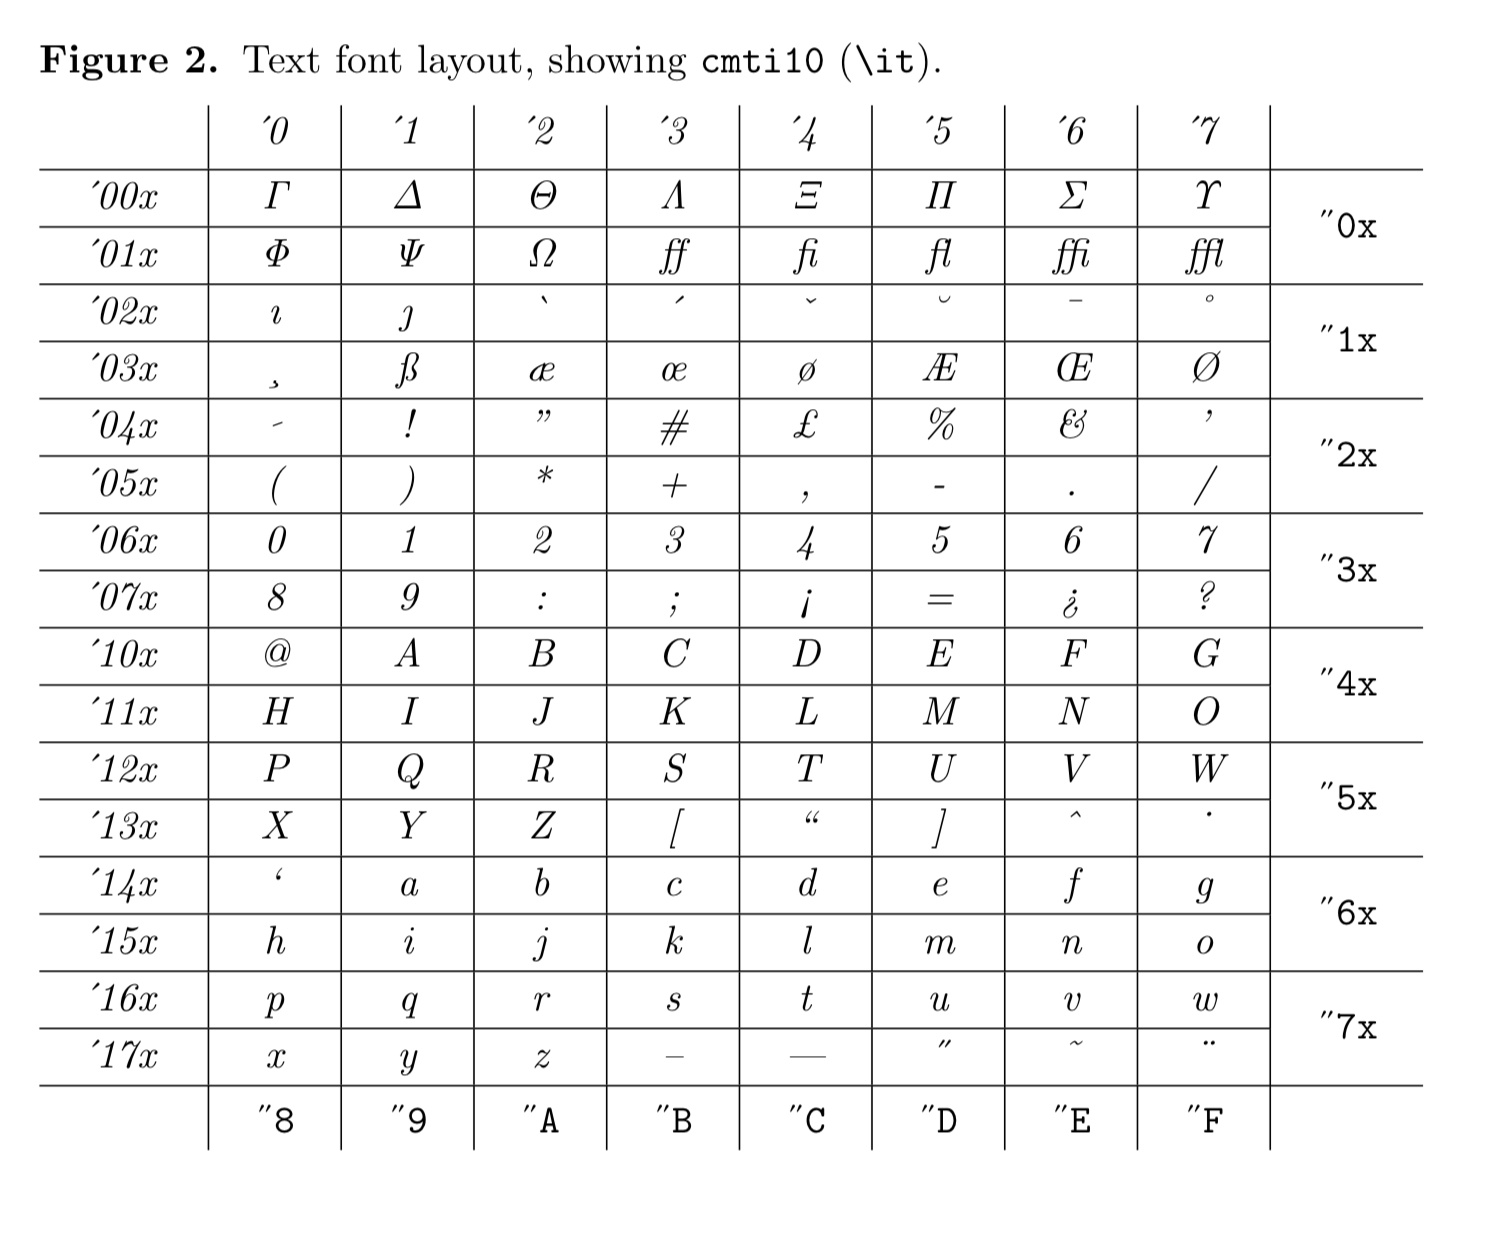 Figure 2. Text font layout, showing cmti10 (\it).
´0 ´1 ´2 ´3 ´4 ´5 ´6 ´7
´00x Γ Δ Θ Λ Ξ Π Σ ϒ ˝0x
´01x Φ Ψ Ω ff fi fl ffi ffl
´02x ı ȷ ` ´ ˇ ˘ ¯ ˚ ˝1x
´03x ¸ ß æ œ ø Æ Œ Ø
´04x ̷ ! ” # £ % & ’ ˝2x
´05x ( ) * + , - . /
´06x 0 1 2 3 4 5 6 7 ˝3x
´07x 8 9 : ; ¡ = ¿ ?
´10x @ A B C D E F G ˝4x
´11x H I J K L M N O
´12x P Q R S T U V W ˝5x
´13x X Y Z [ “ ] ˆ ˙
´14x ‘ a b c d e f g ˝6x
´15x h i j k l m n o
´16x p q r s t u v w ˝7x
´17x x y z – — ˝ ˜ ¨
˝8 ˝9 ˝A ˝B ˝C ˝D ˝E ˝F